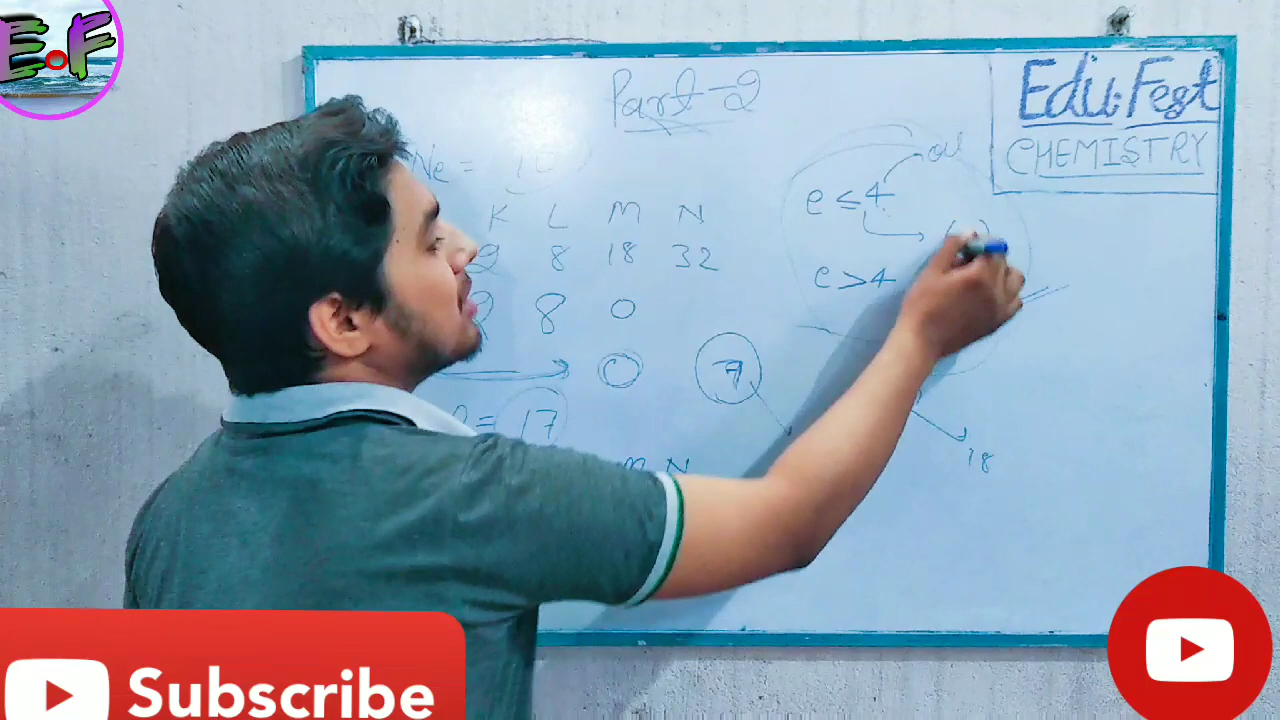 E.F
Part-2
Edu.Fest
CHEMISTRY
Ne = 10
K L M N
2 8 18 32
2 8 0
e ≤ 4
e > 4
= 17
M N
18
Subscribe